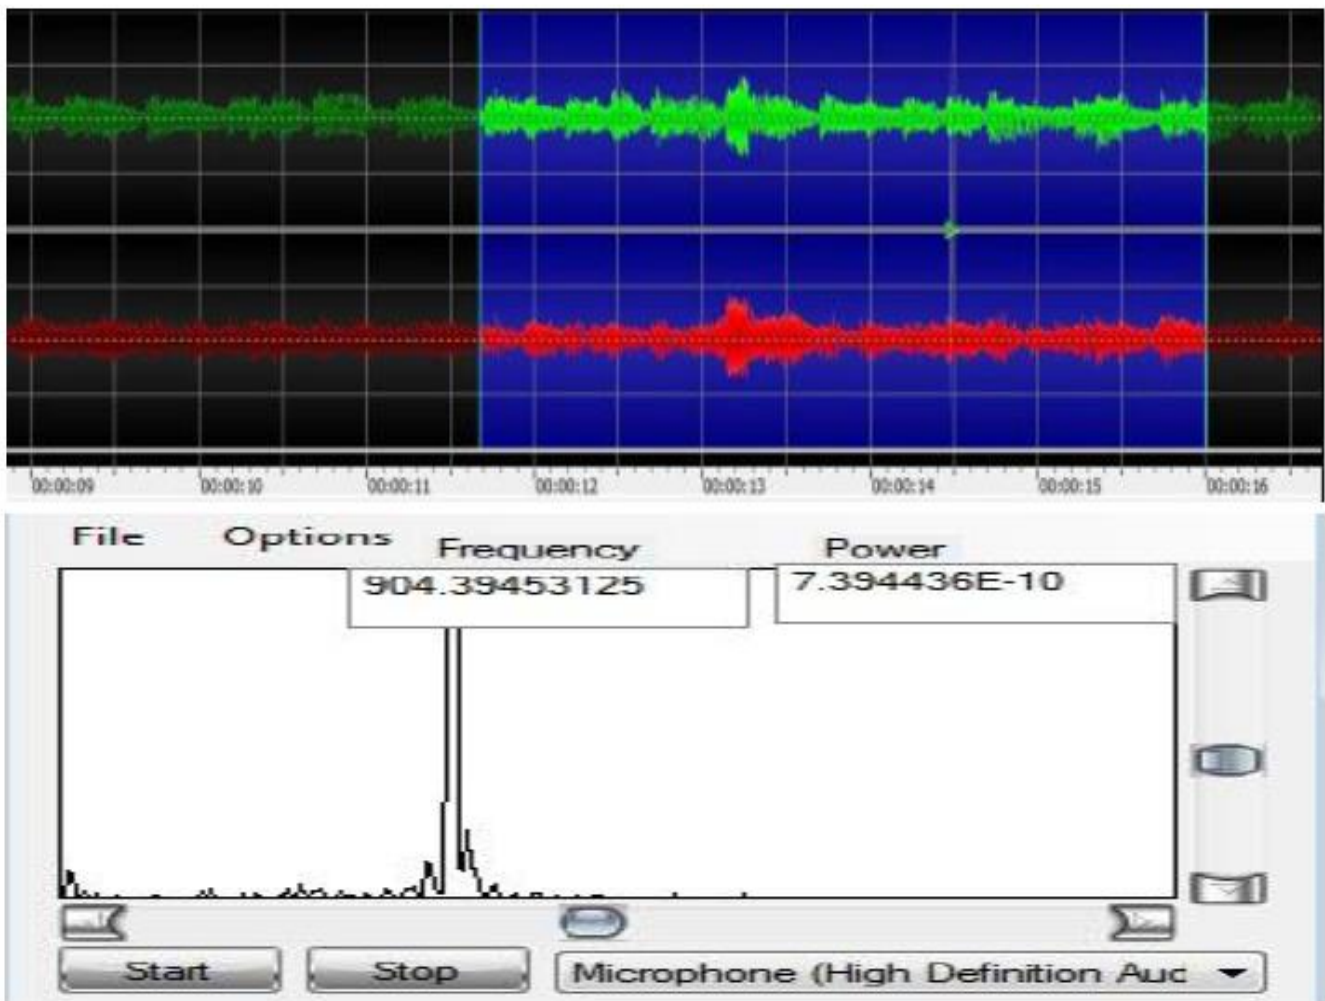 00:00:09 00:00:10 00:00:11 00:00:12 00:00:13 00:00:14 00:00:15 00:00:16
File Options Frequency Power
904.39453125 7.394436E-10
Start Stop Microphone (High Definition Auc